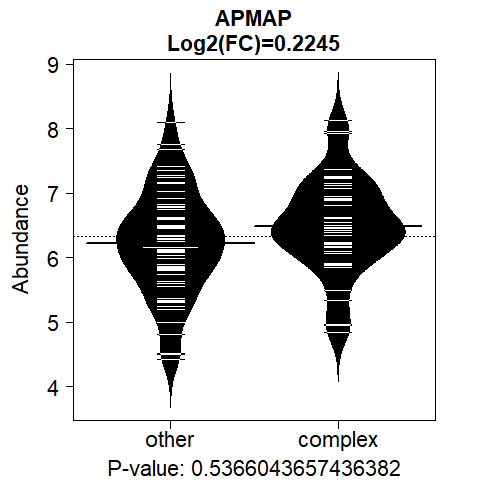 APMAP
Log2(FC)=0.2245
Abundance
9
8
7
6
5
4
other complex
P-value: 0.5366043657436382